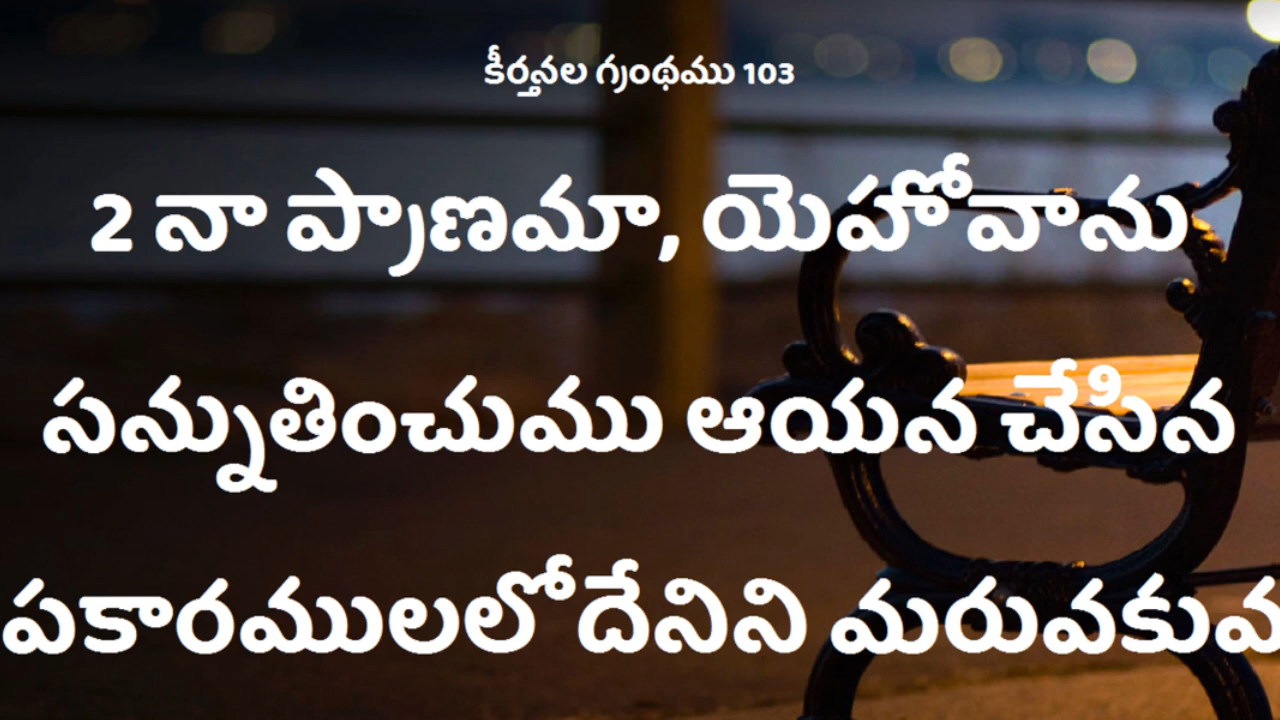 కీర్తనల గ్రంథము 103
2 నా ప్రాణమా, యెహోవాను
సన్నుతించుము ఆయన చేసిన
పకారములలో దేనిని మరువకువ